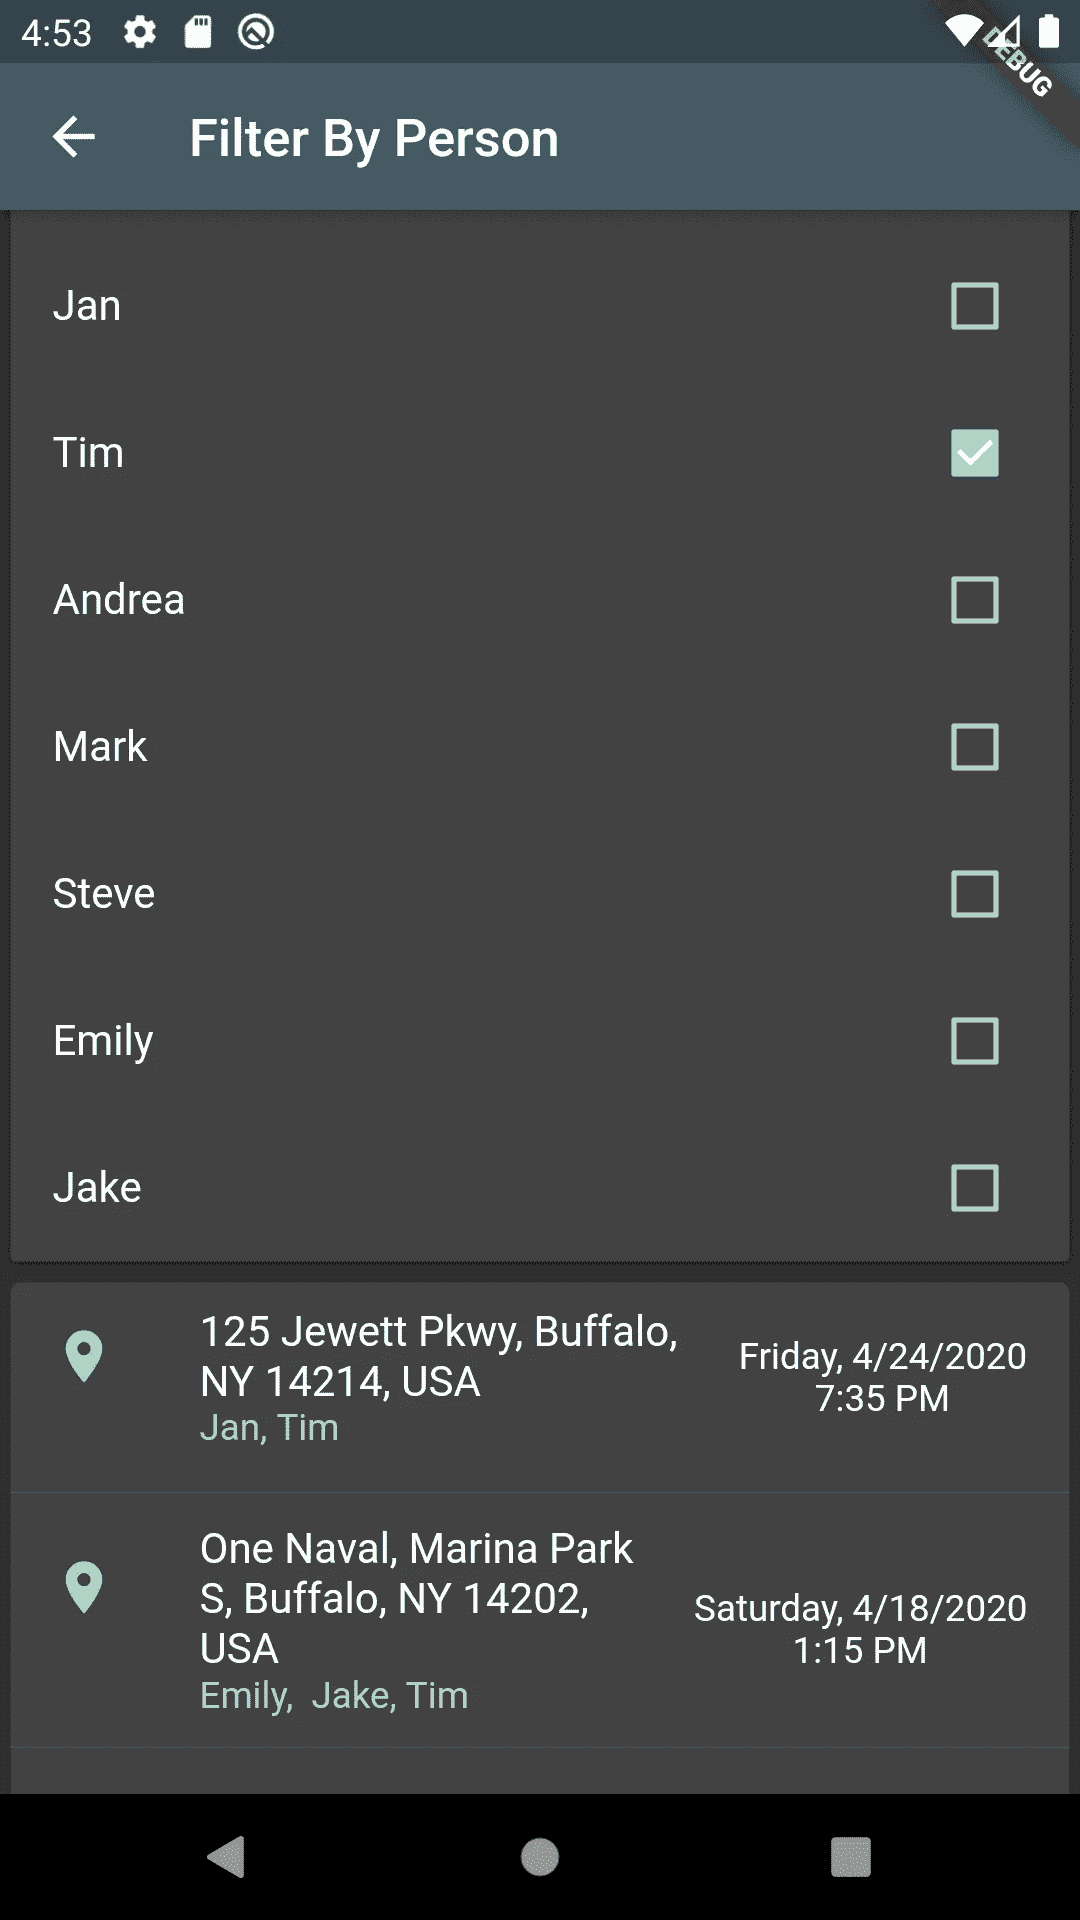 4:53
DEBUG
Filter By Person
Jan
Tim
Andrea
Mark
Steve
Emily
Jake
125 Jewett Pkwy, Buffalo,
NY 14214, USA
Jan, Tim
Friday, 4/24/2020
7:35 PM
One Naval, Marina Park
S, Buffalo, NY 14202,
USA
Emily,  Jake, Tim
Saturday, 4/18/2020
1:15 PM